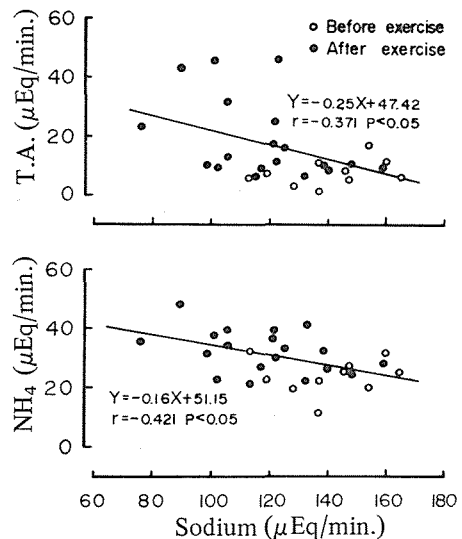 ○ Before exercise
● After exercise
60
40
20
0
T.A. (μEq/min.)
Y=−0.25X+47.42
r=−0.371 P<0.05
60
40
20
0
NH₄ (μEq/min.)
Y=−0.16X+51.15
r=−0.421 P<0.05
60 80 100 120 140 160 180
Sodium (μEq/min.)